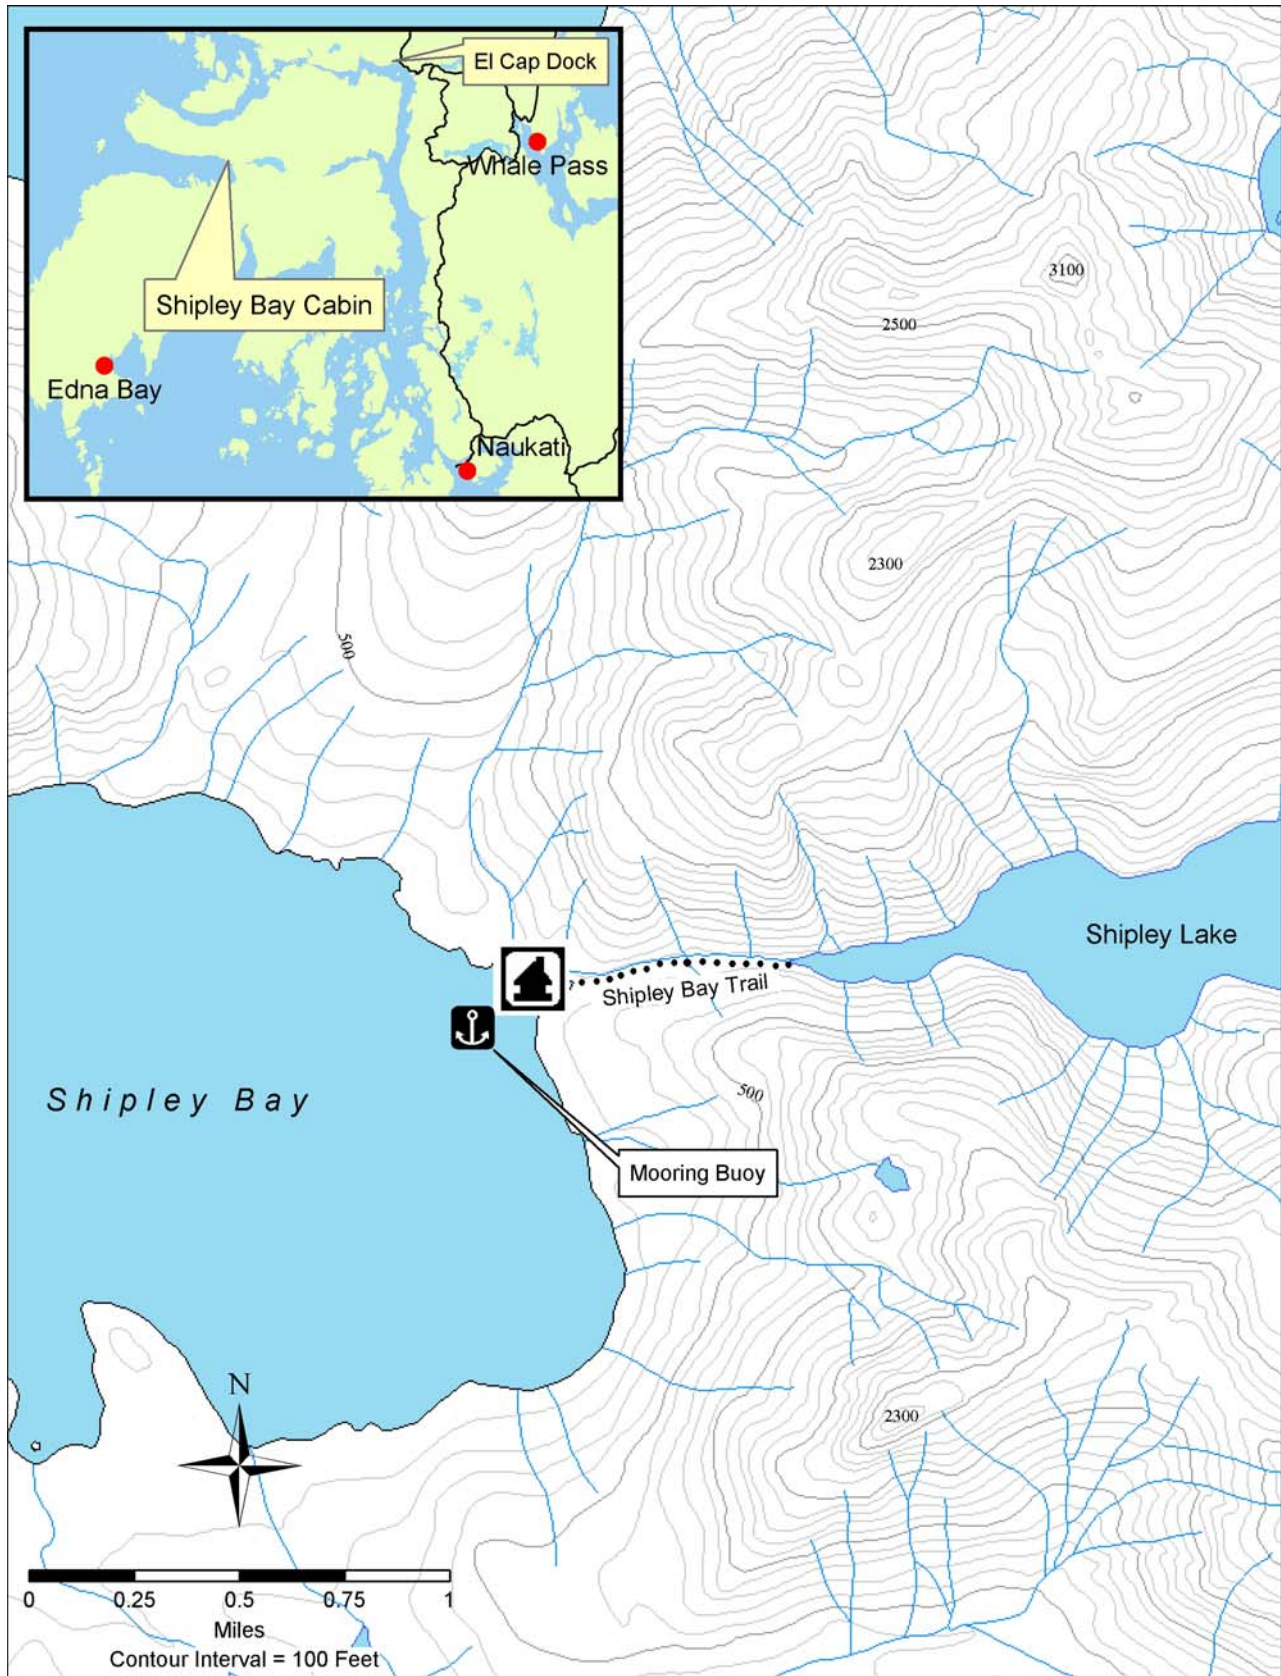 El Cap Dock
Whale Pass
Shipley Bay Cabin
Edna Bay
Naukati
3100
2500
2300
500
Shipley Lake
Shipley Bay Trail
500
Shipley Bay
Mooring Buoy
N
2300
0 0.25 0.5 0.75 1
Miles
Contour Interval = 100 Feet